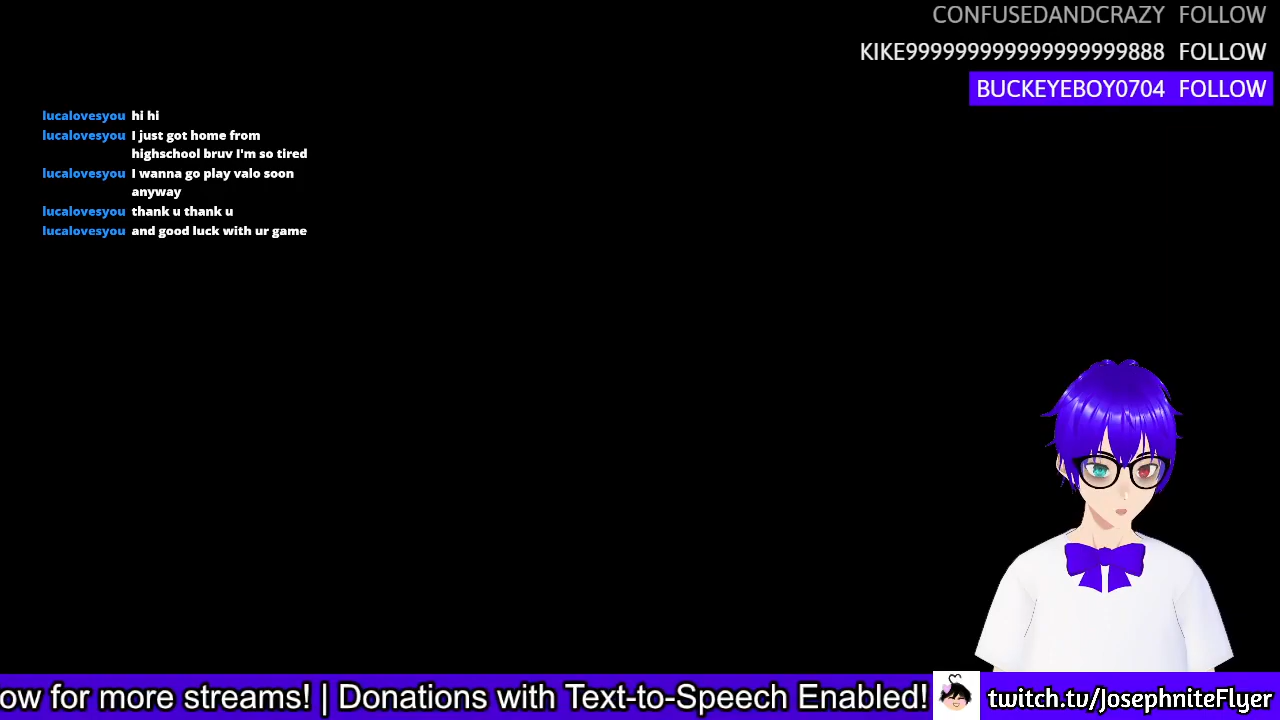 CONFUSEDANDCRAZY FOLLOW
KIKE999999999999999999888 FOLLOW
BUCKEYEBOY0704 FOLLOW
lucalovesyou hi hi
lucalovesyou I just got home from
highschool bruv I'm so tired
lucalovesyou I wanna go play valo soon
anyway
lucalovesyou thank u thank u
lucalovesyou and good luck with ur game
ow for more streams! | Donations with Text-to-Speech Enabled!
twitch.tv/JosephniteFlyer